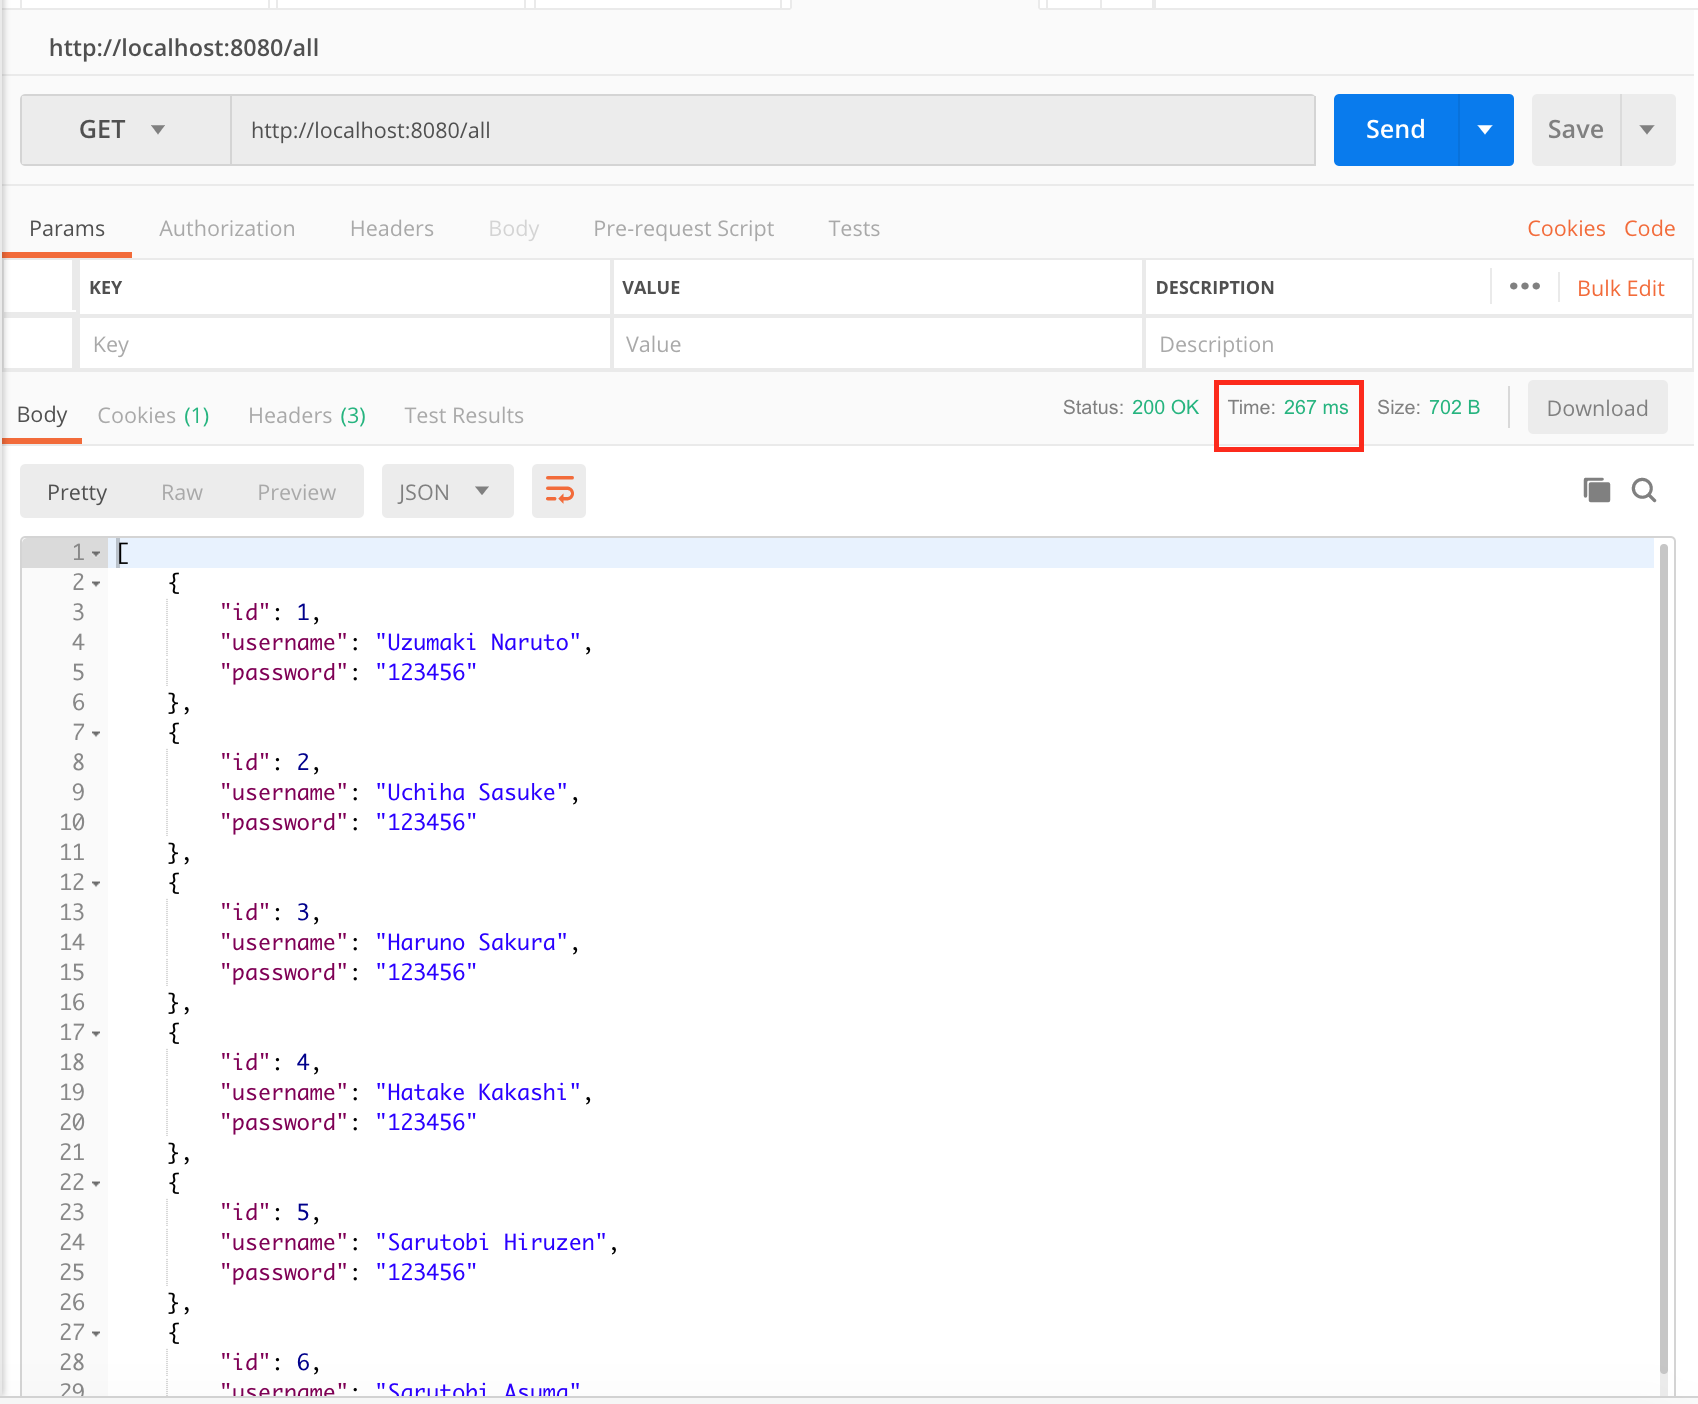 http://localhost:8080/all
GET http://localhost:8080/all Send Save
Params Authorization Headers Body Pre-request Script Tests Cookies Code
KEY VALUE DESCRIPTION ••• Bulk Edit
Key Value Description
Body Cookies (1) Headers (3) Test Results Status: 200 OK Time: 267 ms Size: 702 B Download
Pretty Raw Preview JSON
1 [
2 {
3 "id": 1,
4 "username": "Uzumaki Naruto",
5 "password": "123456"
6 },
7 {
8 "id": 2,
9 "username": "Uchiha Sasuke",
10 "password": "123456"
11 },
12 {
13 "id": 3,
14 "username": "Haruno Sakura",
15 "password": "123456"
16 },
17 {
18 "id": 4,
19 "username": "Hatake Kakashi",
20 "password": "123456"
21 },
22 {
23 "id": 5,
24 "username": "Sarutobi Hiruzen",
25 "password": "123456"
26 },
27 {
28 "id": 6,
29 "username": "Sarutobi Asuma"